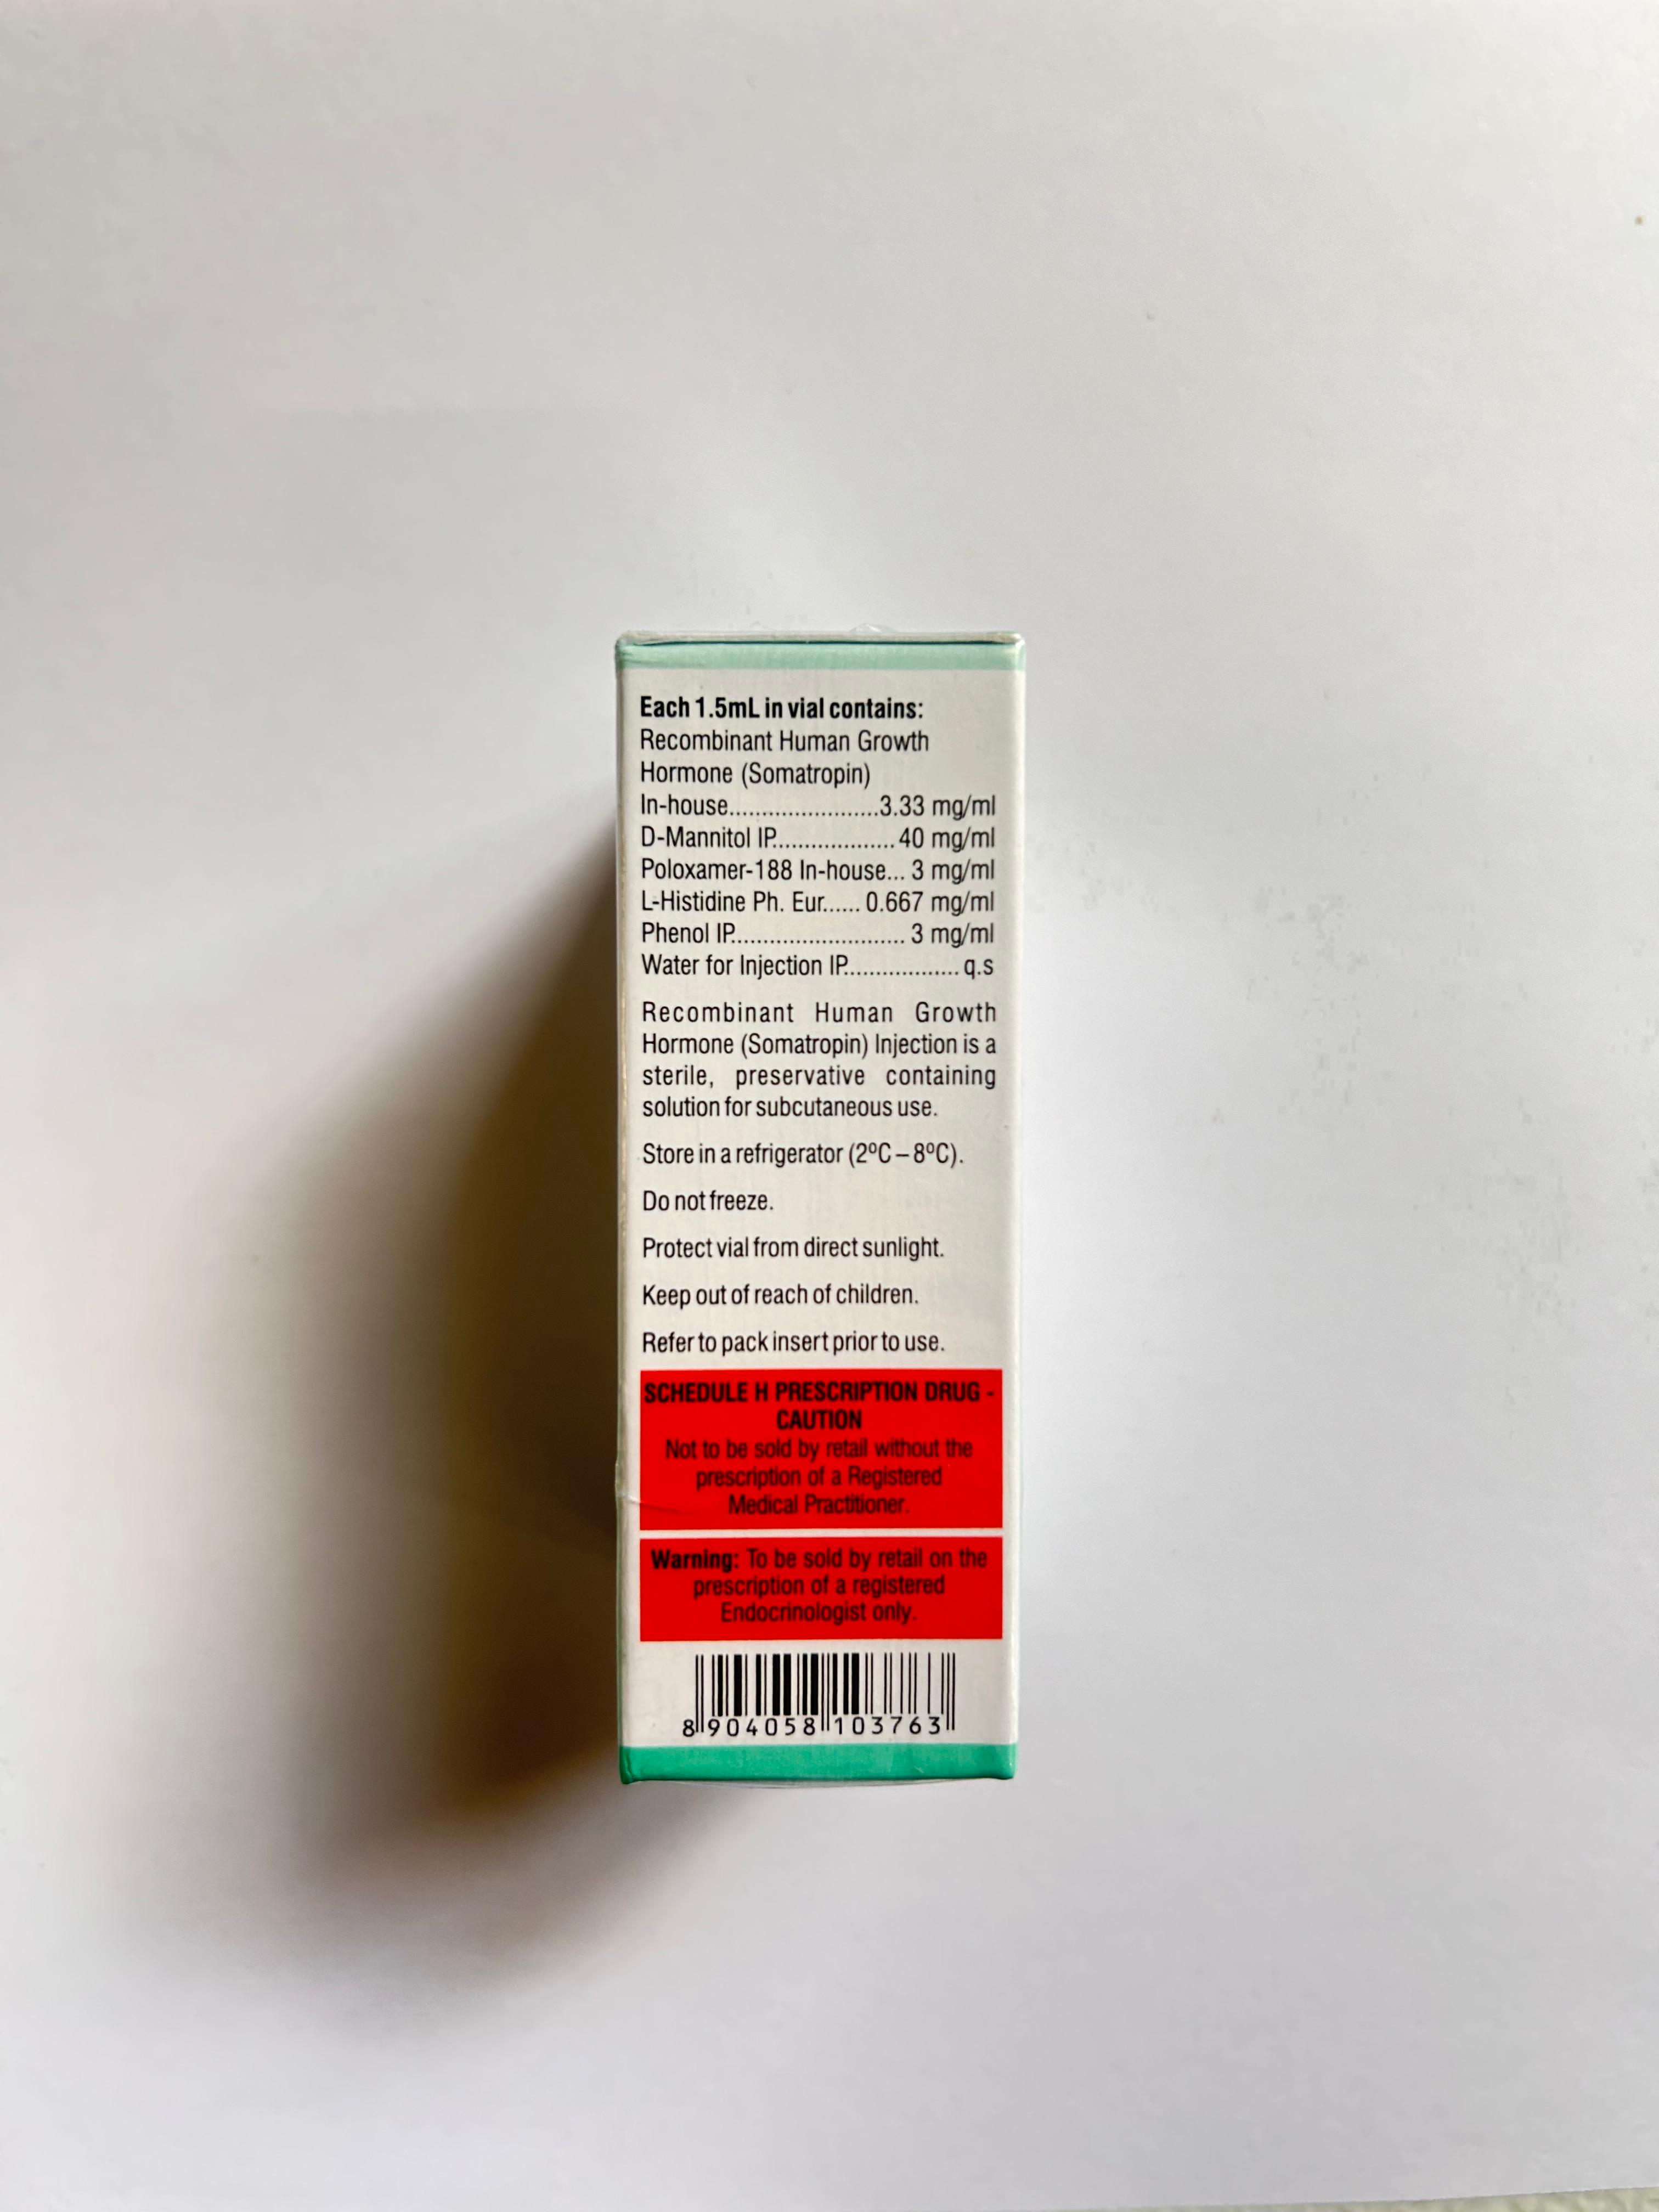 Each 1.5mL in vial contains:
Recombinant Human Growth
Hormone (Somatropin)
In-house.......................3.33 mg/ml
D-Mannitol IP................... 40 mg/ml
Poloxamer-188 In-house... 3 mg/ml
L-Histidine Ph. Eur...... 0.667 mg/ml
Phenol IP.......................... 3 mg/ml
Water for Injection IP................. q.s
Recombinant Human Growth
Hormone (Somatropin) Injection is a
sterile, preservative containing
solution for subcutaneous use.
Store in a refrigerator (2ºC – 8ºC).
Do not freeze.
Protect vial from direct sunlight.
Keep out of reach of children.
Refer to pack insert prior to use.
SCHEDULE H PRESCRIPTION DRUG -
CAUTION
Not to be sold by retail without the
prescription of a Registered
Medical Practitioner.
Warning: To be sold by retail on the
prescription of a registered
Endocrinologist only.
8 904058 103763